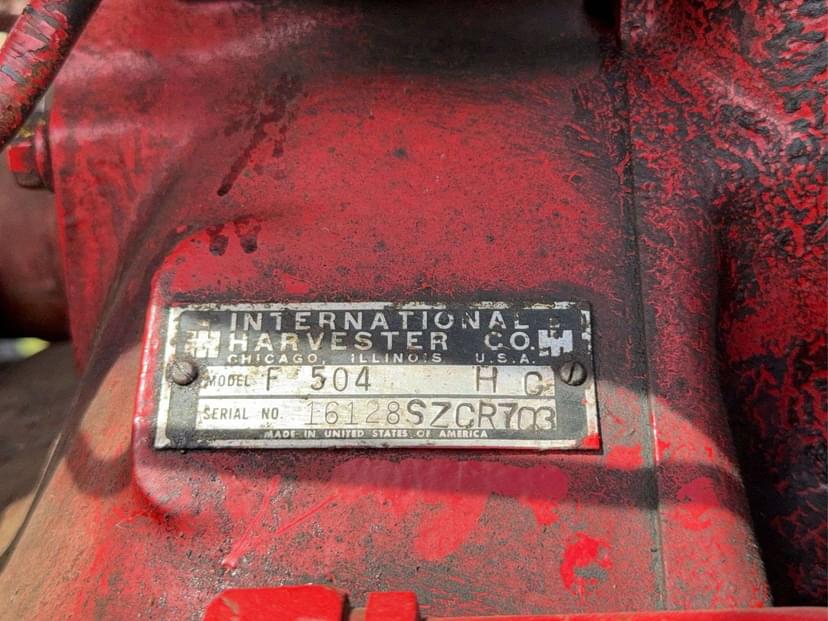 INTERNATIONAL
HARVESTER CO.
CHICAGO, ILLINOIS U.S.A.
MODEL F 504 H C
SERIAL NO. 16128SZCR703
MADE IN UNITED STATES OF AMERICA